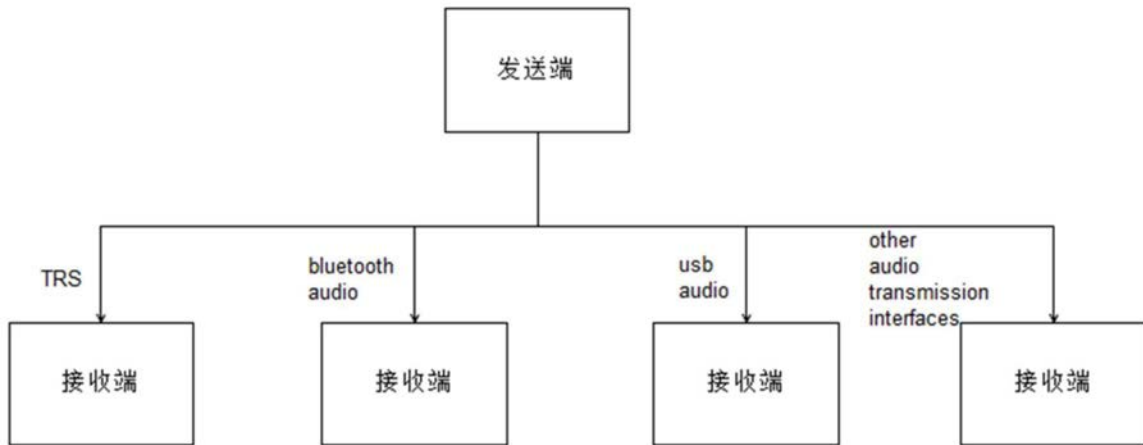 发送端
TRS
bluetooth
audio
usb
audio
other
audio
transmission
interfaces
接收端
接收端
接收端
接收端